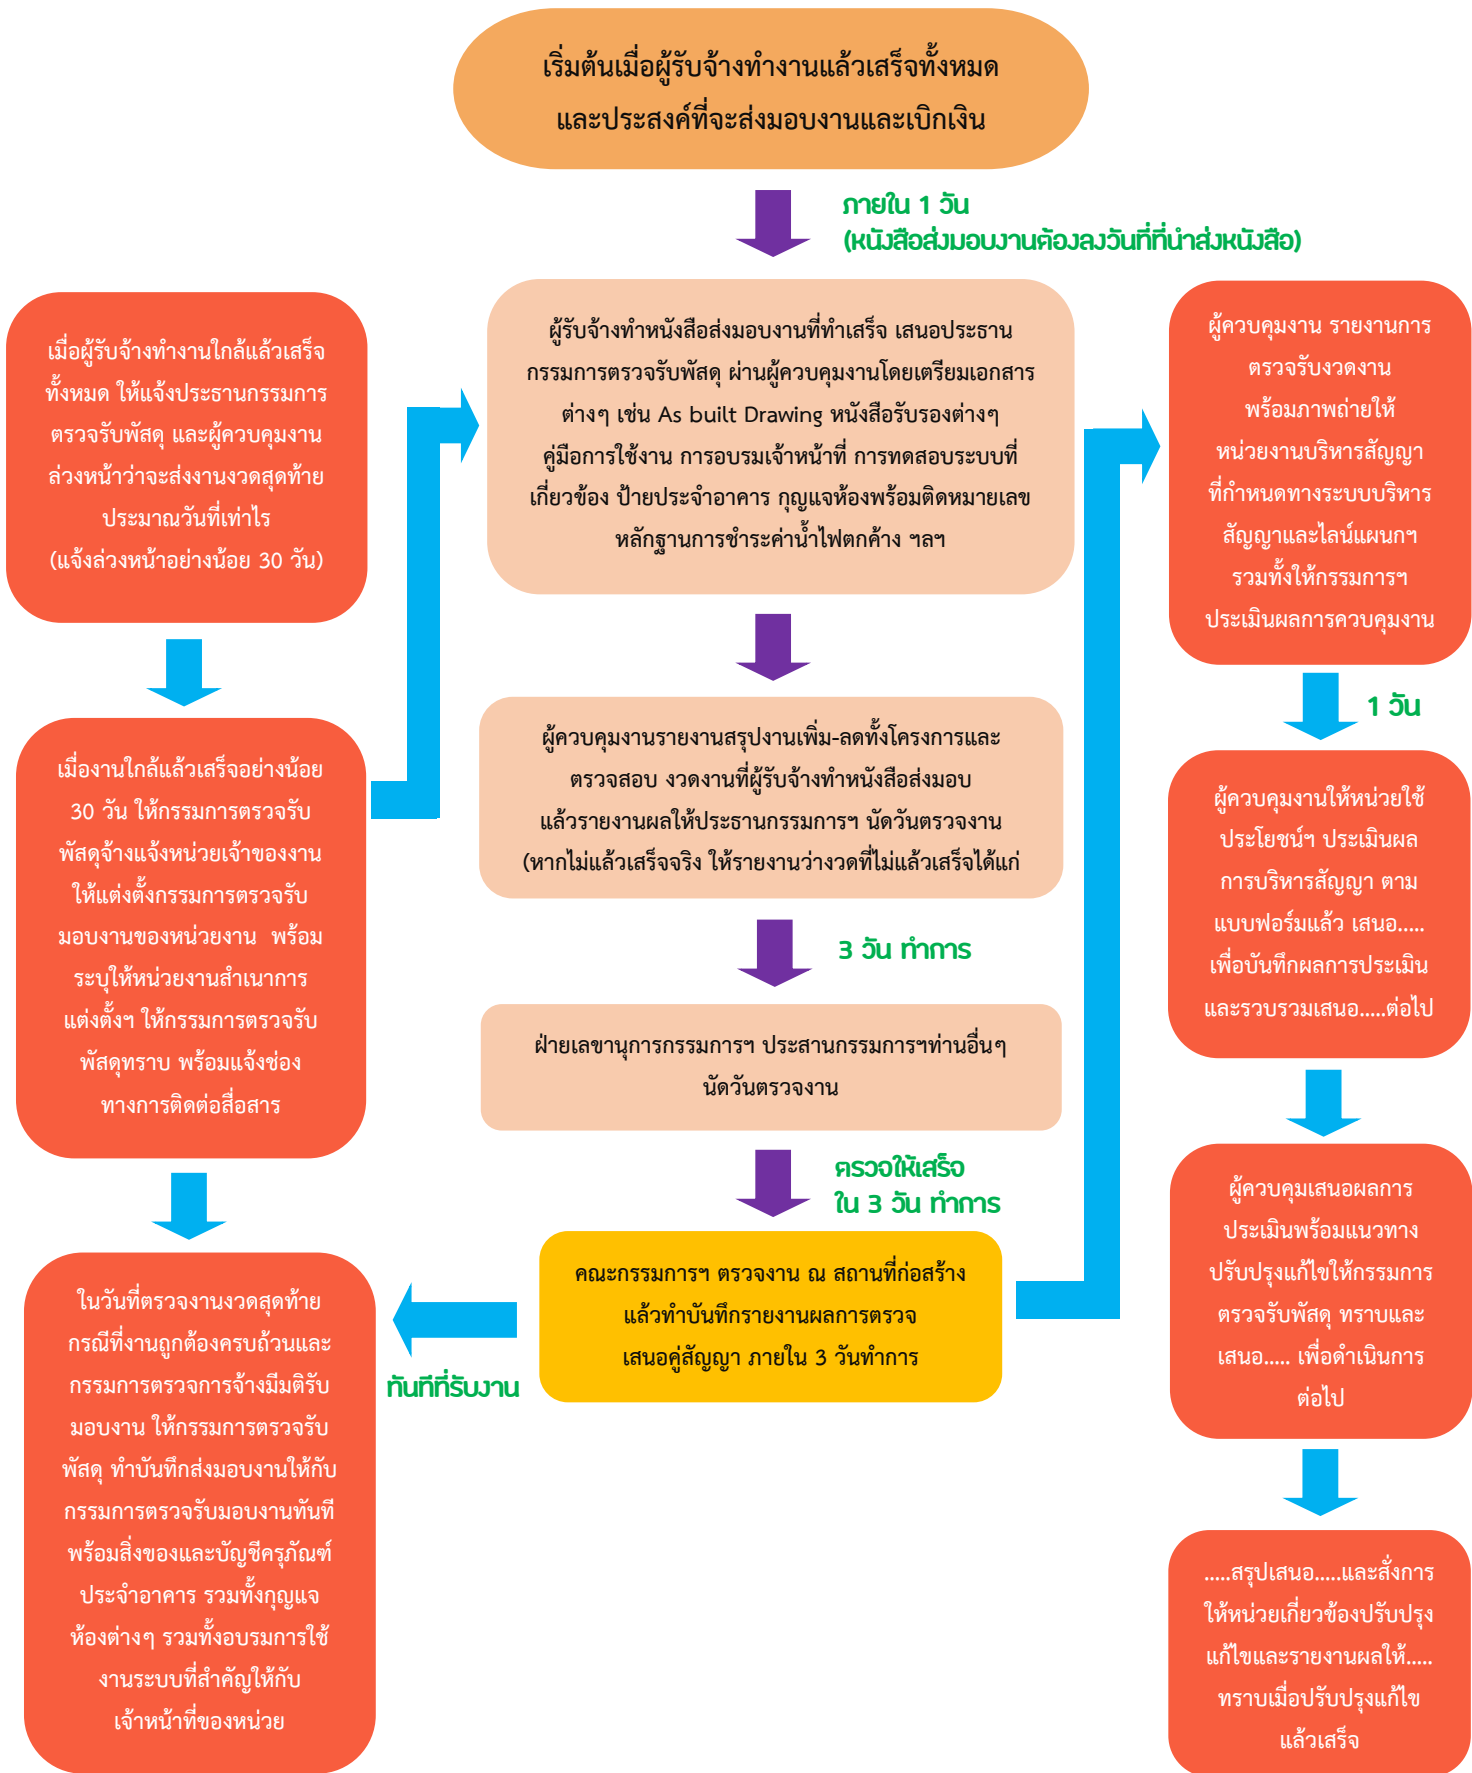 เริ่มต้นเมื่อผู้รับจ้างทำงานแล้วเสร็จทั้งหมด
และประสงค์ที่จะส่งมอบงานและเบิกเงิน
ภายใน 1 วัน
(หนังสือส่งมอบงานต้องลงวันที่ที่นำส่งหนังสือ)
เมื่อผู้รับจ้างทำงานใกล้แล้วเสร็จ
ทั้งหมด ให้แจ้งประธานกรรมการ
ตรวจรับพัสดุ และผู้ควบคุมงาน
ล่วงหน้าว่าจะส่งงานงวดสุดท้าย
ประมาณวันที่เท่าไร
(แจ้งล่วงหน้าอย่างน้อย 30 วัน)
เมื่องานใกล้แล้วเสร็จอย่างน้อย
30 วัน ให้กรรมการตรวจรับ
พัสดุจ้างแจ้งหน่วยเจ้าของงาน
ให้แต่งตั้งกรรมการตรวจรับ
มอบงานของหน่วยงาน พร้อม
ระบุให้หน่วยงานสำเนาการ
แต่งตั้งฯ ให้กรรมการตรวจรับ
พัสดุทราบ พร้อมแจ้งช่อง
ทางการติดต่อสื่อสาร
ในวันที่ตรวจงานงวดสุดท้าย
กรณีที่งานถูกต้องครบถ้วนและ
กรรมการตรวจการจ้างมีมติรับ
มอบงาน ให้กรรมการตรวจรับ
พัสดุ ทำบันทึกส่งมอบงานให้กับ
กรรมการตรวจรับมอบงานทันที
พร้อมสิ่งของและบัญชีครุภัณฑ์
ประจำอาคาร รวมทั้งกุญแจ
ห้องต่างๆ รวมทั้งอบรมการใช้
งานระบบที่สำคัญให้กับ
เจ้าหน้าที่ของหน่วย
ผู้รับจ้างทำหนังสือส่งมอบงานที่ทำเสร็จ เสนอประธาน
กรรมการตรวจรับพัสดุ ผ่านผู้ควบคุมงานโดยเตรียมเอกสาร
ต่างๆ เช่น As built Drawing หนังสือรับรองต่างๆ
คู่มือการใช้งาน การอบรมเจ้าหน้าที่ การทดสอบระบบที่
เกี่ยวข้อง ป้ายประจำอาคาร กุญแจห้องพร้อมติดหมายเลข
หลักฐานการชำระค่าน้ำไฟตกค้าง ฯลฯ
ผู้ควบคุมงานรายงานสรุปงานเพิ่ม-ลดทั้งโครงการและ
ตรวจสอบ งวดงานที่ผู้รับจ้างทำหนังสือส่งมอบ
แล้วรายงานผลให้ประธานกรรมการฯ นัดวันตรวจงาน
(หากไม่แล้วเสร็จจริง ให้รายงานว่างวดที่ไม่แล้วเสร็จได้แก่
3 วัน ทำการ
ฝ่ายเลขานุการกรรมการฯ ประสานกรรมการฯท่านอื่นๆ
นัดวันตรวจงาน
ตรวจให้เสร็จ
ใน 3 วัน ทำการ
คณะกรรมการฯ ตรวจงาน ณ สถานที่ก่อสร้าง
แล้วทำบันทึกรายงานผลการตรวจ
เสนอคู่สัญญา ภายใน 3 วันทำการ
ทันทีที่รับงาน
ผู้ควบคุมงาน รายงานการ
ตรวจรับงวดงาน
พร้อมภาพถ่ายให้
หน่วยงานบริหารสัญญา
ที่กำหนดทางระบบบริหาร
สัญญาและไลน์แผนกฯ
รวมทั้งให้กรรมการฯ
ประเมินผลการควบคุมงาน
1 วัน
ผู้ควบคุมงานให้หน่วยใช้
ประโยชน์ฯ ประเมินผล
การบริหารสัญญา ตาม
แบบฟอร์มแล้ว เสนอ.....
เพื่อบันทึกผลการประเมิน
และรวบรวมเสนอ.....ต่อไป
ผู้ควบคุมเสนอผลการ
ประเมินพร้อมแนวทาง
ปรับปรุงแก้ไขให้กรรมการ
ตรวจรับพัสดุ ทราบและ
เสนอ..... เพื่อดำเนินการ
ต่อไป
.....สรุปเสนอ.....และสั่งการ
ให้หน่วยเกี่ยวข้องปรับปรุง
แก้ไขและรายงานผลให้.....
ทราบเมื่อปรับปรุงแก้ไข
แล้วเสร็จ